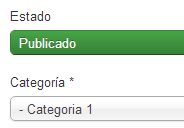 Estado
Publicado
Categoría *
- Categoria 1